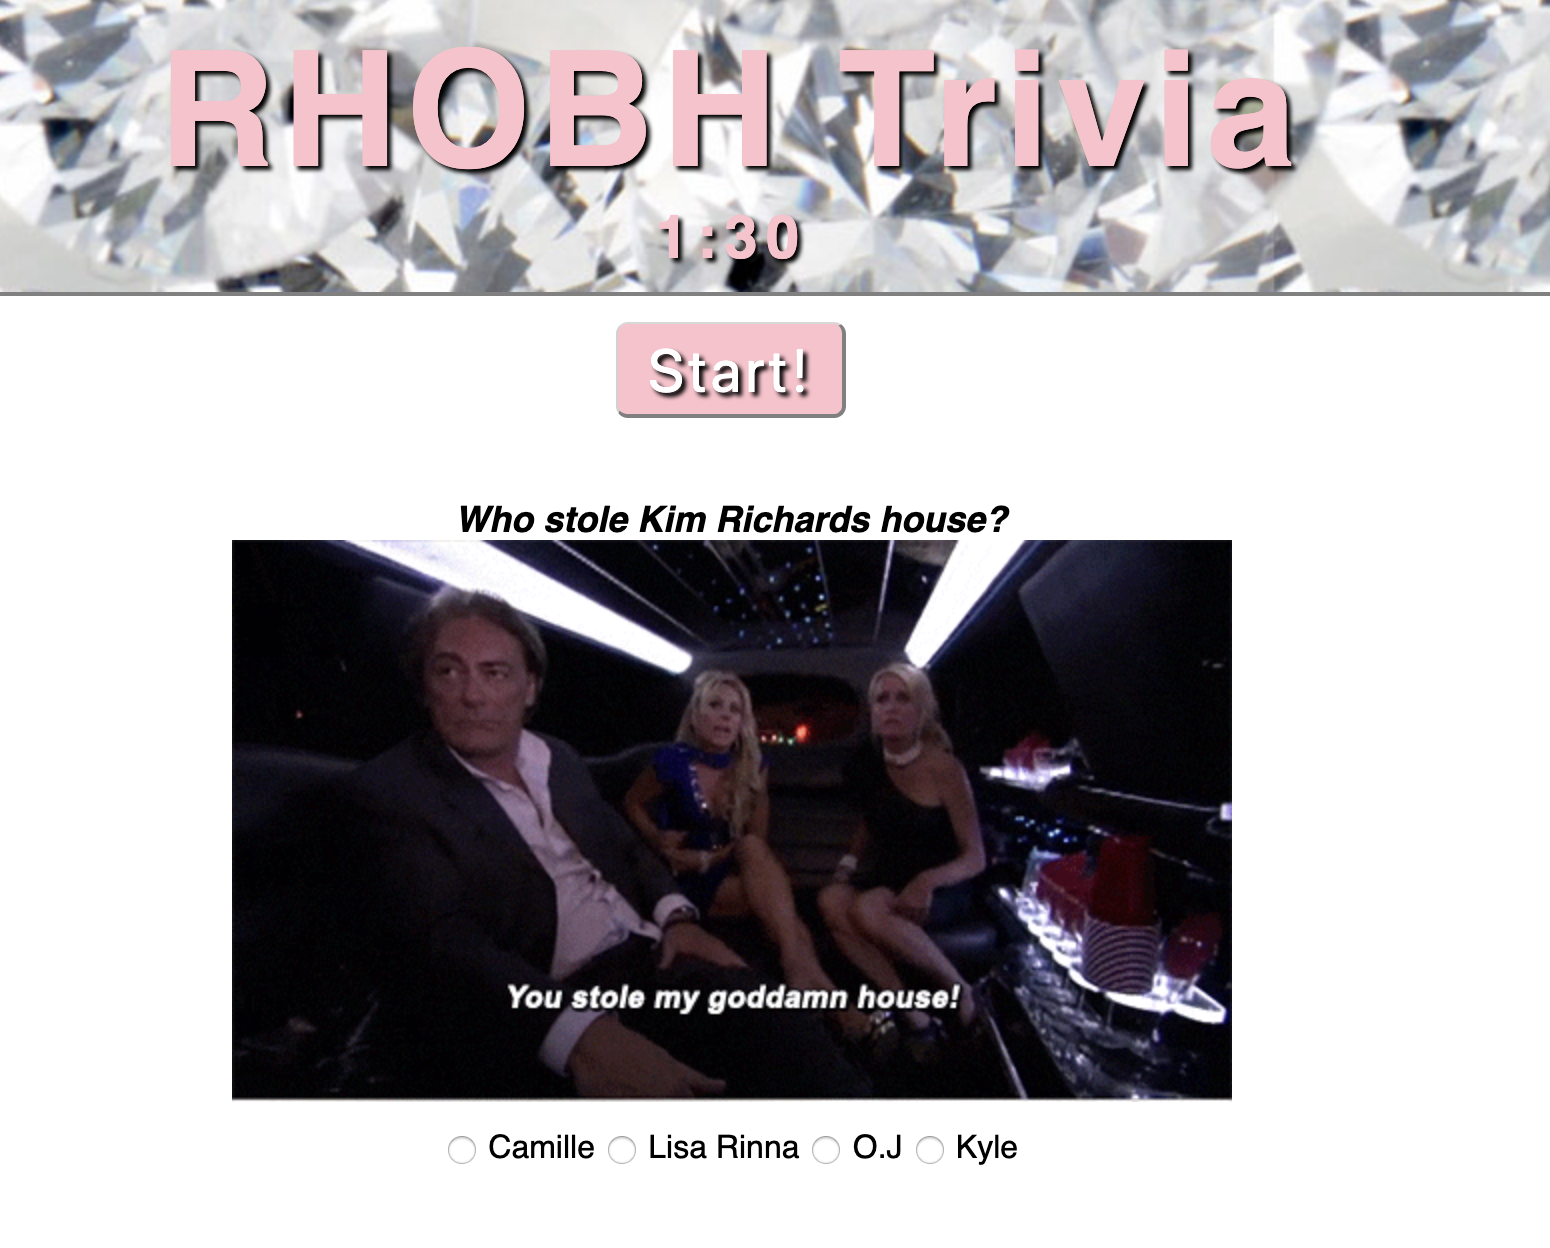 RHOBH Trivia
1:30
Start!
Who stole Kim Richards house?
You stole my goddamn house!
Camille Lisa Rinna O.J Kyle